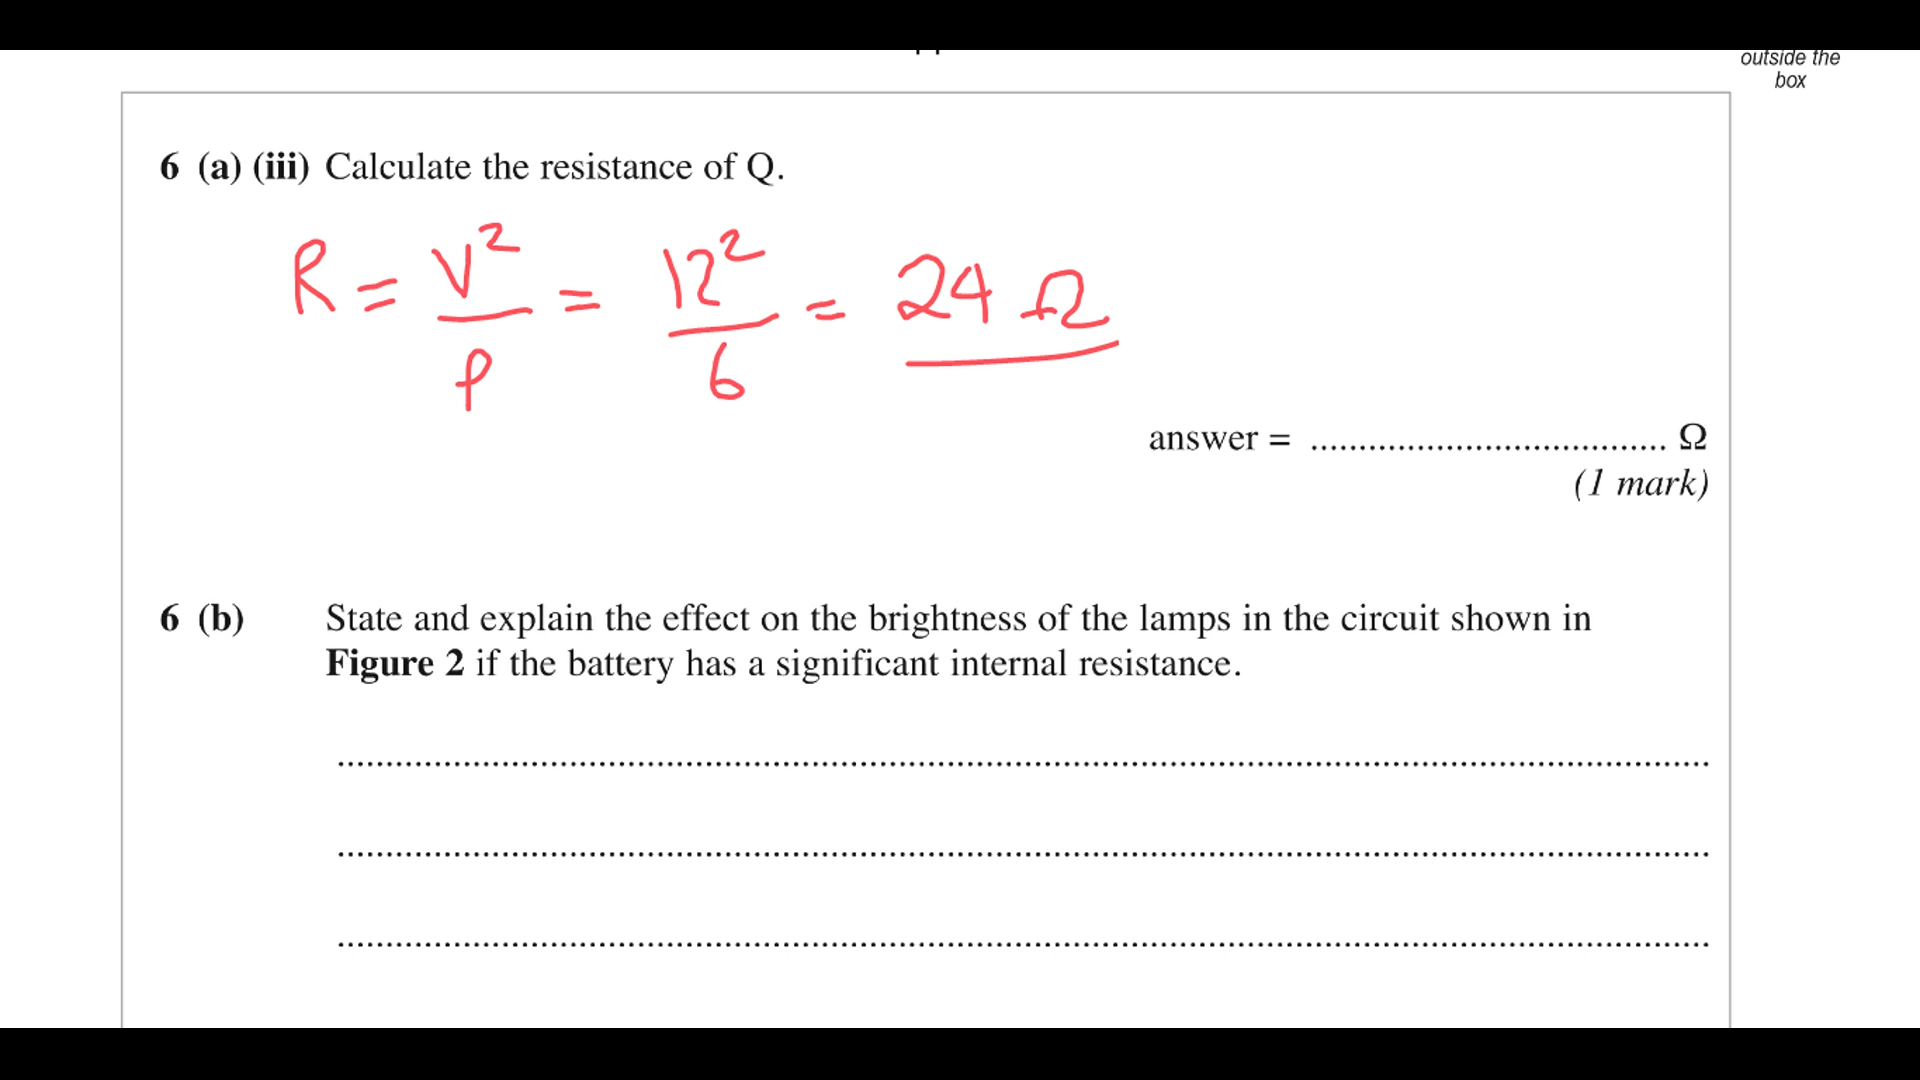 outside the
box
6 (a) (iii) Calculate the resistance of Q.
R = V²/P = 12²/6 = 24 Ω
answer = ..................................... Ω
(1 mark)
6 (b) State and explain the effect on the brightness of the lamps in the circuit shown in
Figure 2 if the battery has a significant internal resistance.